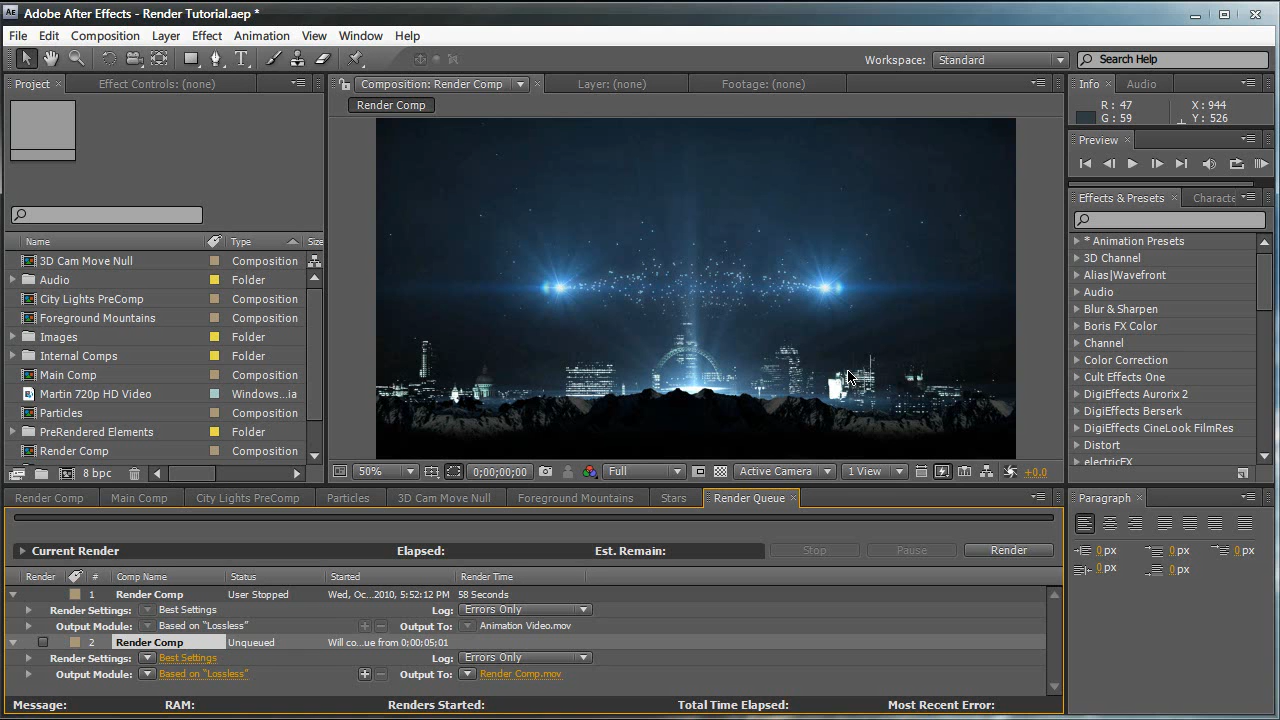 Ae Adobe After Effects - Render Tutorial.aep *
File Edit Composition Layer Effect Animation View Window Help
Workspace: Standard Search Help
Project Effect Controls: (none) Composition: Render Comp Layer: (none) Footage: (none) Info Audio
Render Comp
R : 47 X : 944
G : 59 Y : 526
Preview
Effects & Presets Characte
Name Type Size
3D Cam Move Null Composition
Audio Folder
City Lights PreComp Composition
Foreground Mountains Composition
Images Folder
Internal Comps Folder
Main Comp Composition
Martin 720p HD Video Windows...ia
Particles Composition
PreRendered Elements Folder
Render Comp Composition
8 bpc
* Animation Presets
3D Channel
Alias|Wavefront
Audio
Blur & Sharpen
Boris FX Color
Channel
Color Correction
Cult Effects One
DigiEffects Aurorix 2
DigiEffects Berserk
DigiEffects CineLook FilmRes
Distort
electricFX
50% 0;00;00;00 Full Active Camera 1 View +0.0
Render Comp Main Comp City Lights PreComp Particles 3D Cam Move Null Foreground Mountains Stars Render Queue
Paragraph
Current Render Elapsed: Est. Remain: Stop Pause Render
0 px 0 px 0 px
0 px 0 px
Render # Comp Name Status Started Render Time
1 Render Comp User Stopped Wed, Oc...2010, 5:52:12 PM 58 Seconds
Render Settings: Best Settings Log: Errors Only
Output Module: Based on "Lossless" Output To: Animation Video.mov
2 Render Comp Unqueued Will co...ue from 0;00;05;01
Render Settings: Best Settings Log: Errors Only
Output Module: Based on "Lossless" Output To: Render Comp.mov
Message: RAM: Renders Started: Total Time Elapsed: Most Recent Error: